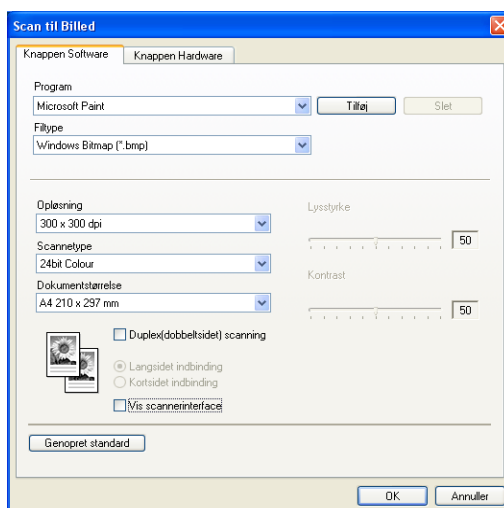 Scan til Billed
Knappen Software Knappen Hardware
Program
Microsoft Paint Tilføj Slet
Filtype
Windows Bitmap (*.bmp)
Opløsning Lysstyrke
300 x 300 dpi
50
Scannetype
24bit Colour
Kontrast
Dokumentstørrelse
A4 210 x 297 mm
50
Duplex(dobbeltsidet) scanning
Langsidet indbinding
Kortsidet indbinding
Vis scannerinterface
Genopret standard
OK Annuller